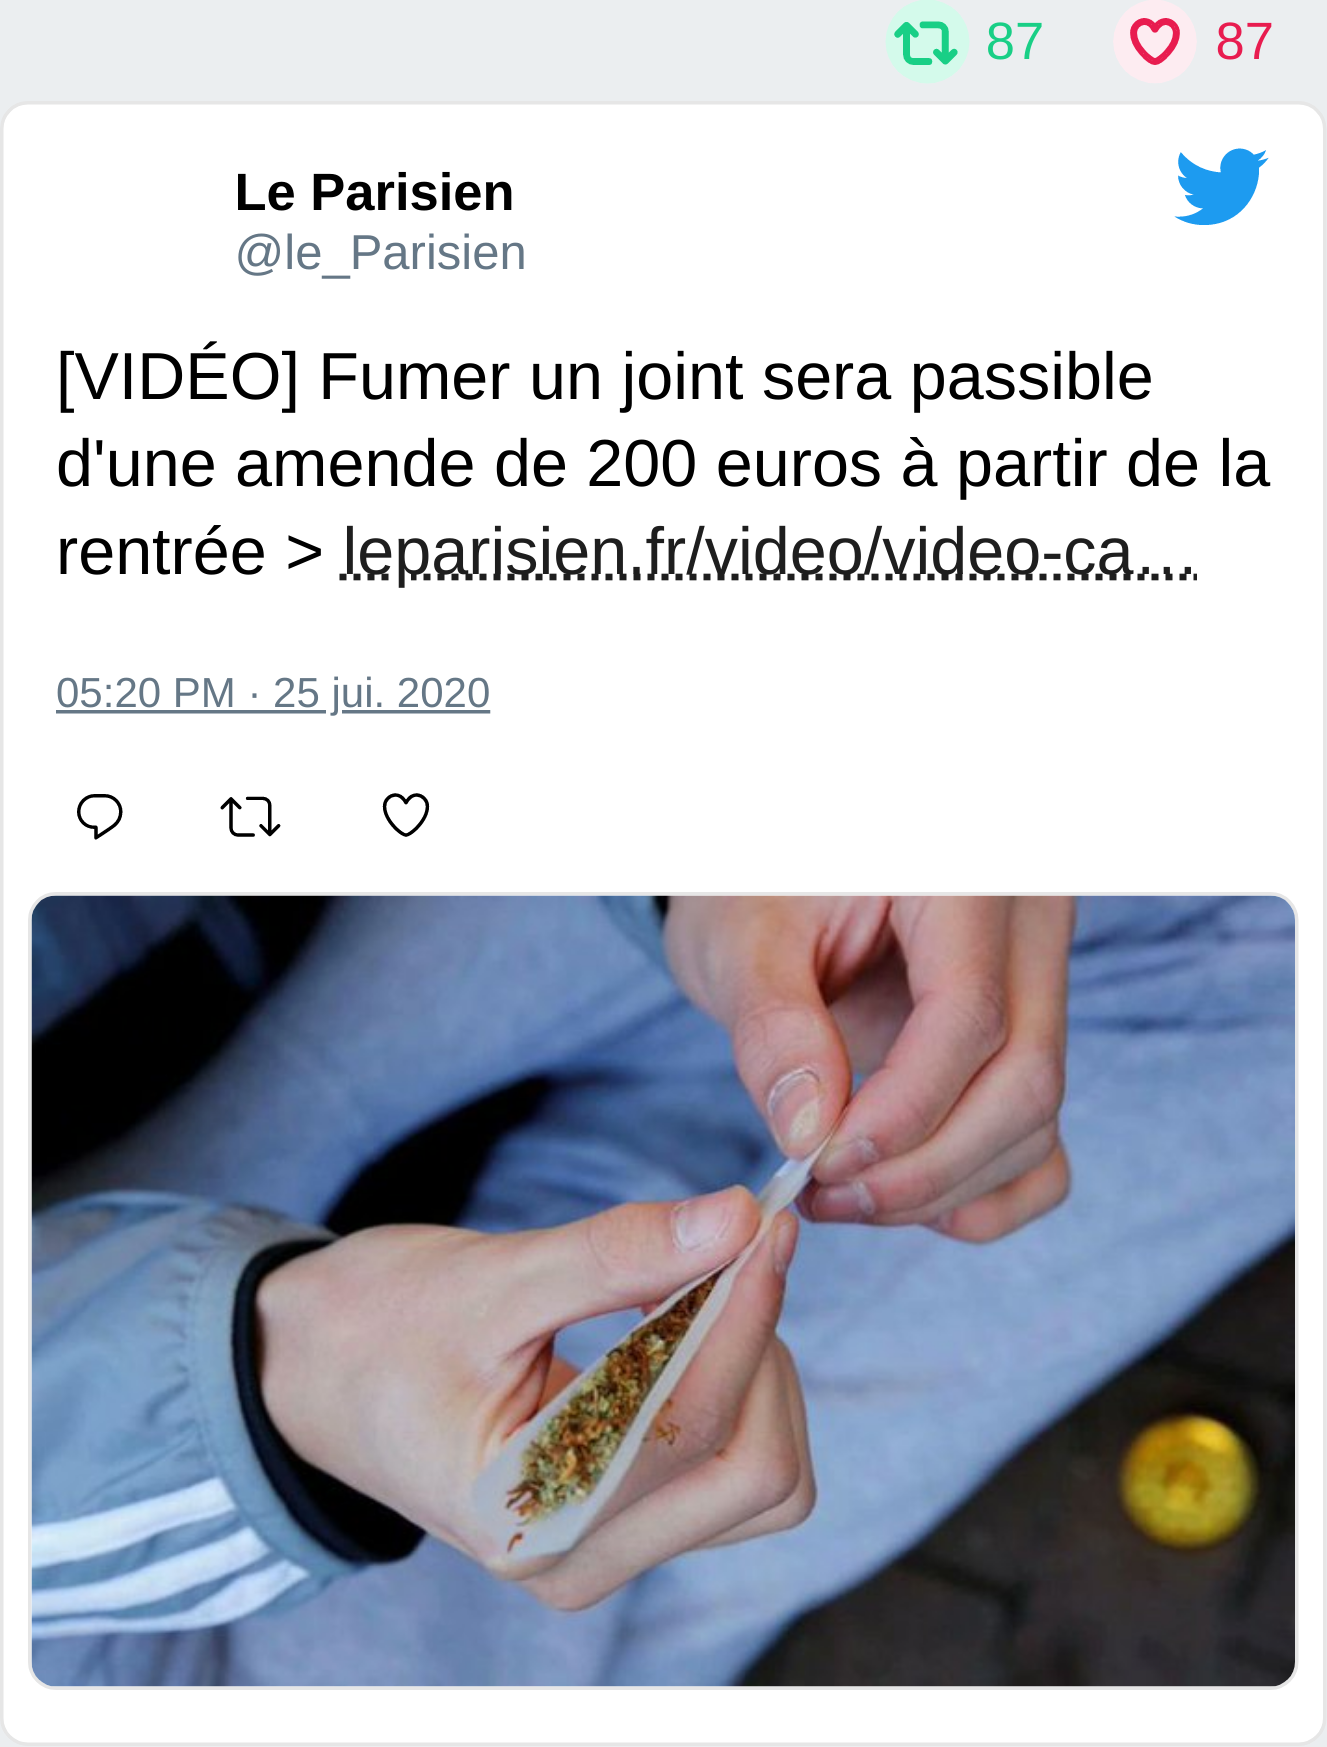 87 87
Le Parisien
@le_Parisien
[VIDÉO] Fumer un joint sera passible
d'une amende de 200 euros à partir de la
rentrée > leparisien.fr/video/video-ca...
05:20 PM · 25 jui. 2020